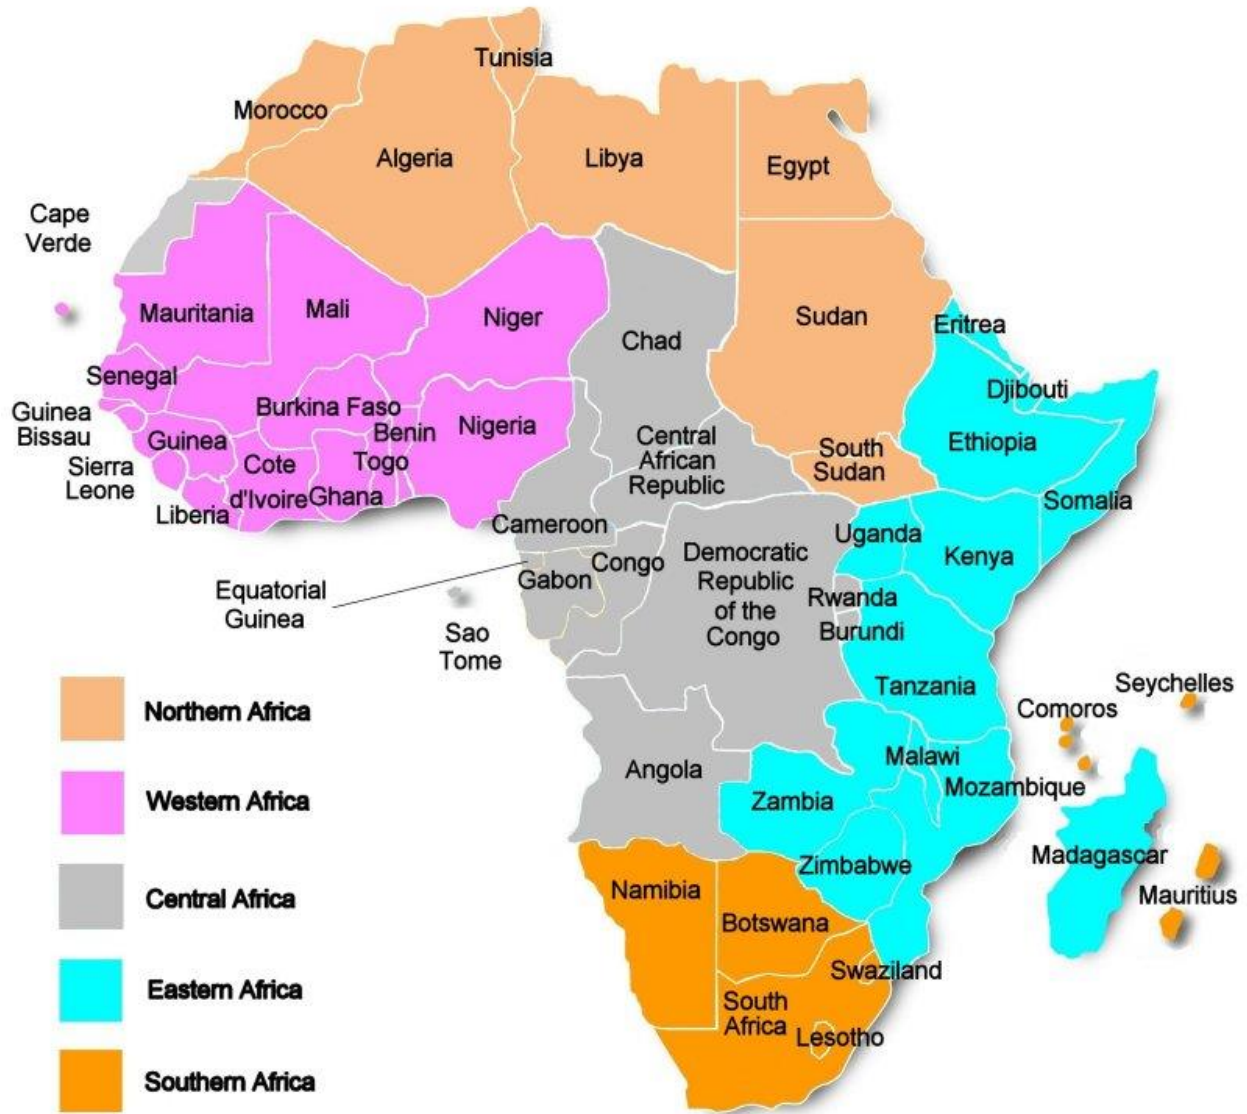 Tunisia
Morocco
Algeria
Libya
Egypt
Cape
Verde
Mauritania
Mali
Niger
Chad
Sudan
Eritrea
Senegal
Djibouti
Guinea
Bissau
Burkina Faso
Benin
Nigeria
Guinea
Cote
d'Ivoire
Togo
Ghana
Central
African
Republic
South
Sudan
Ethiopia
Sierra
Leone
Liberia
Somalia
Cameroon
Uganda
Kenya
Congo
Gabon
Democratic
Republic
of the
Congo
Equatorial
Guinea
Rwanda
Burundi
Sao
Tome
Tanzania
Seychelles
Comoros
Northern Africa
Angola
Malawi
Mozambique
Zambia
Western Africa
Zimbabwe
Madagascar
Mauritius
Central Africa
Namibia
Botswana
Swaziland
Eastern Africa
South
Africa
Lesotho
Southern Africa